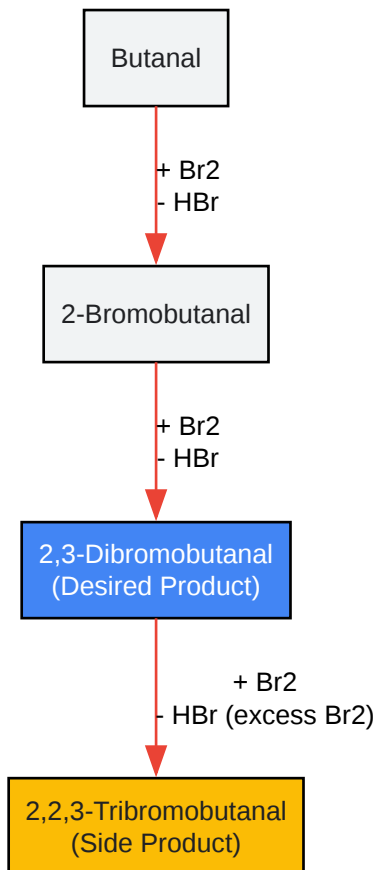 Butanal
+ Br2
- HBr
2-Bromobutanal
+ Br2
- HBr
2,3-Dibromobutanal
(Desired Product)
+ Br2
- HBr (excess Br2)
2,2,3-Tribromobutanal
(Side Product)